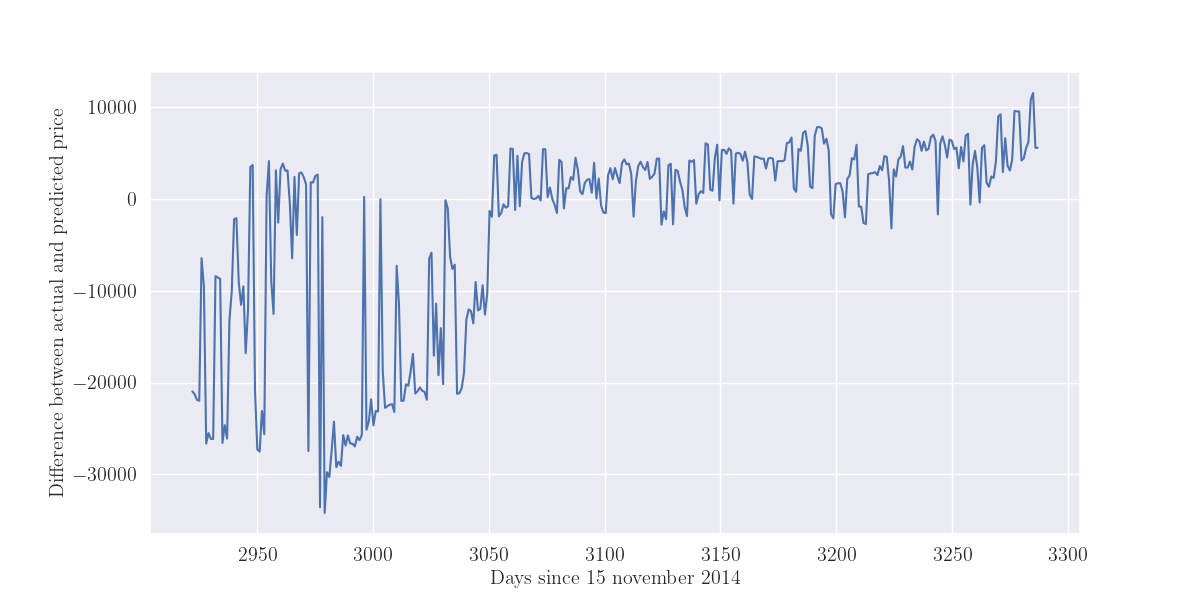 Difference between actual and predicted price
10000
0
−10000
−20000
−30000
2950 3000 3050 3100 3150 3200 3250 3300
Days since 15 november 2014